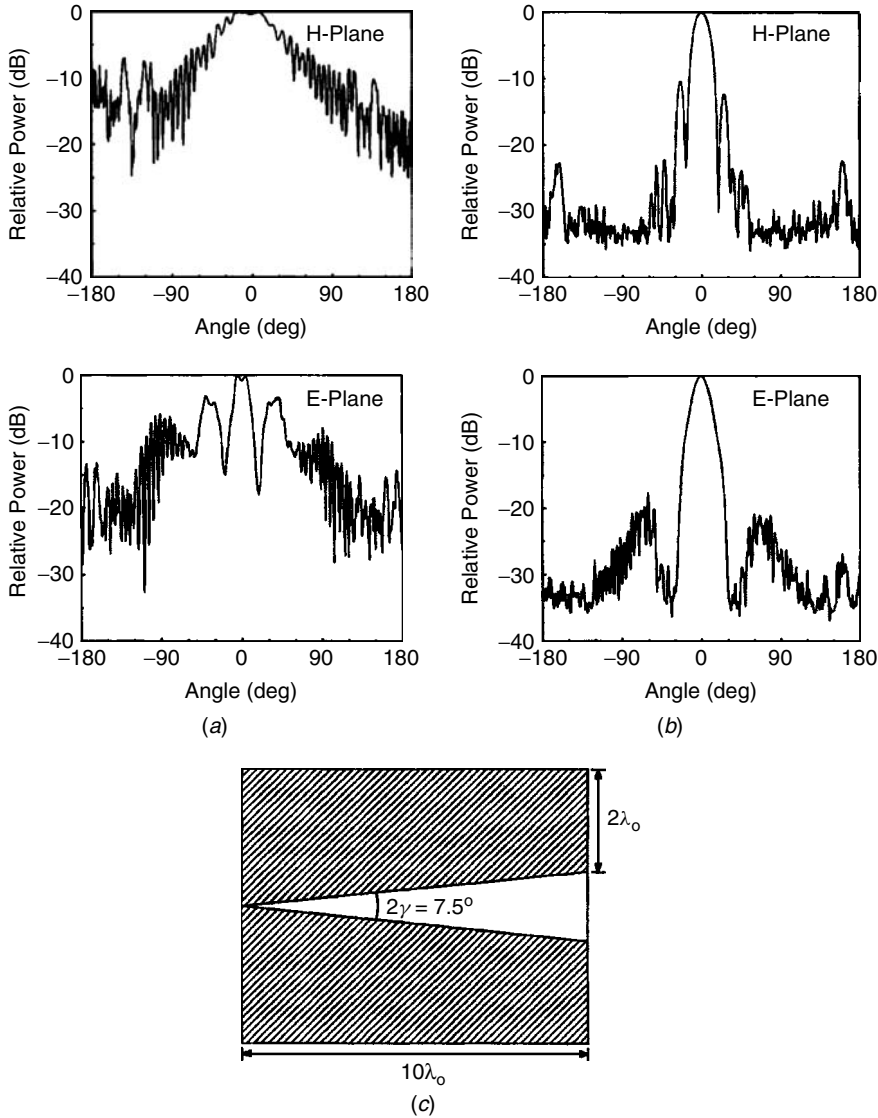 H-Plane
0
−10
−20
−30
−40
Relative Power (dB)
−180
−90
0
90
180
Angle (deg)
H-Plane
0
−10
−20
−30
−40
Relative Power (dB)
−180
−90
0
90
180
Angle (deg)
E-Plane
0
−10
−20
−30
−40
Relative Power (dB)
−180
−90
0
90
180
Angle (deg)
(a)
E-Plane
0
−10
−20
−30
−40
Relative Power (dB)
−180
−90
0
90
180
Angle (deg)
(b)
2λo
2γ = 7.5o
10λo
(c)